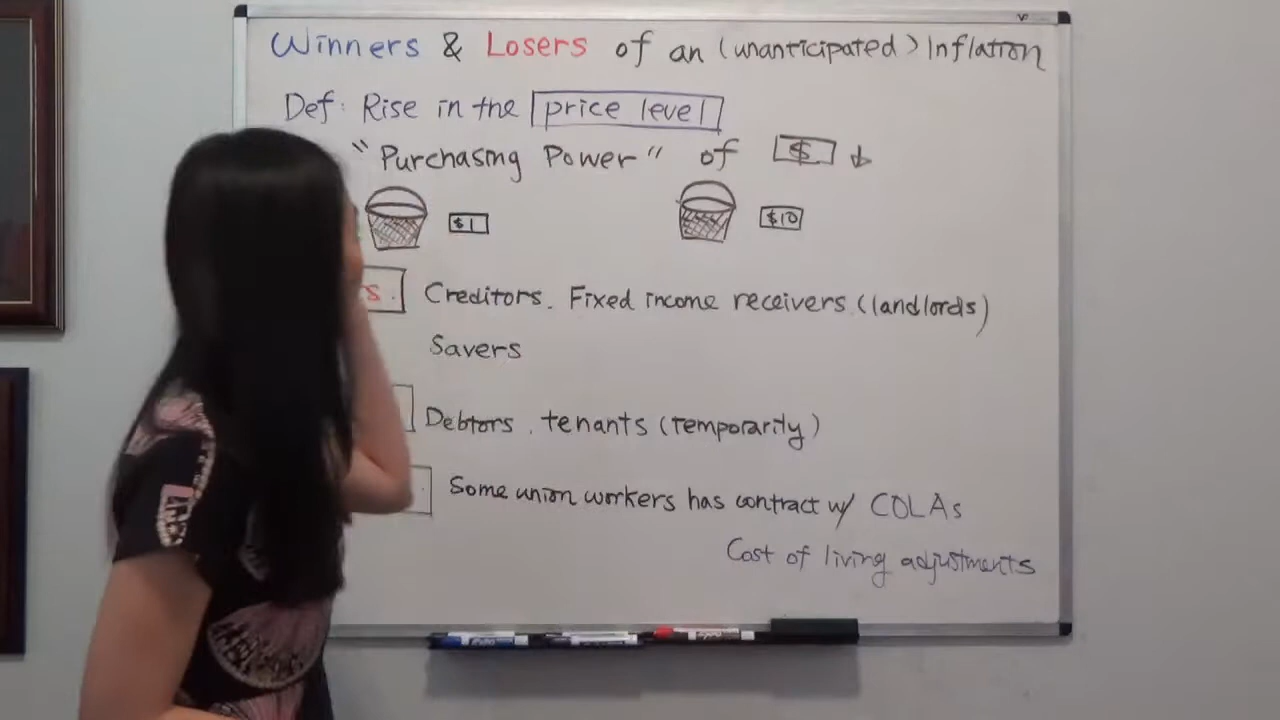 Winners & Losers of an (unanticipated) Inflation
Def: Rise in the price level
"Purchasing Power" of $ ↓
$1 $10
s. Creditors. Fixed income receivers (landlords)
Savers
Debtors. tenants (temporarity)
Some union workers has contract w/ COLAs
Cost of living adjustments